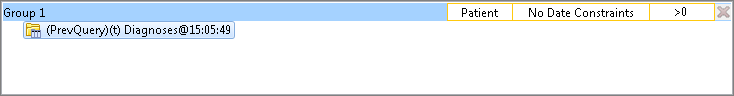 Group 1 Patient No Date Constraints >0
(PrevQuery)(t) Diagnoses@15:05:49